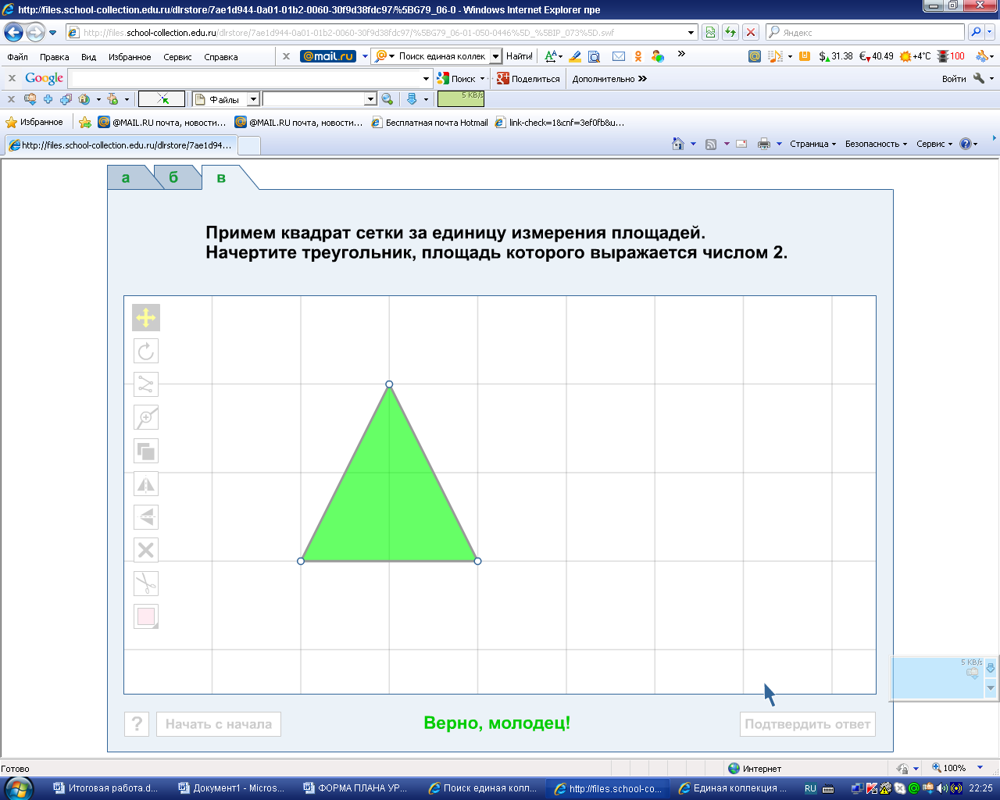 http://files.school-collection.edu.ru/dlrstore/7ae1d944-0a01-01b2-0060-30f9d38fdc97/%5BG79_06-0 - Windows Internet Explorer пре
http://files.school-collection.edu.ru/dlrstore/7ae1d944-0a01-01b2-0060-30f9d38fdc97/%5BG79_06-01-050-0446%5D_%5BIP_073%5D.swf
Яндекс
Файл Правка Вид Избранное Сервис Справка
x @mail.ru Поиск единая коллек Найти! » $ 31.38 € 40.49 +4°C 100
x Google Поиск Поделиться Дополнительно » Войти
x Файлы 5 KB/s
Избранное @MAIL.RU почта, новости... @MAIL.RU почта, новости... Бесплатная почта Hotmail link-check=1&cnf=3ef0fb&u...
http://files.school-collection.edu.ru/dlrstore/7ae1d94... Страница Безопасность Сервис
а б в
Примем квадрат сетки за единицу измерения площадей.
Начертите треугольник, площадь которого выражается числом 2.
5 KB/s
? Начать с начала Верно, молодец! Подтвердить ответ
Готово Интернет 100%
Итоговая работа.d... Документ1 - Micros... ФОРМА ПЛАНА УР... Поиск единая колл... http://files.school-co... Единая коллекция ... RU 22:25